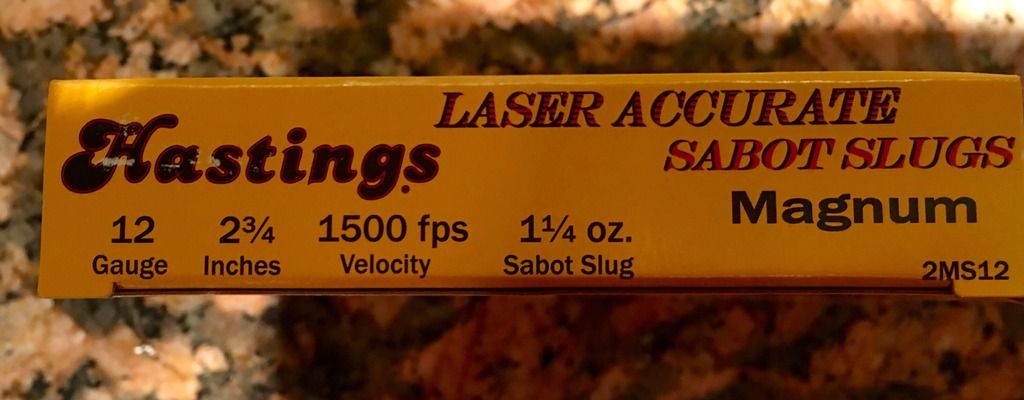 LASER ACCURATE
Hastings
SABOT SLUGS
Magnum
12 2¾ 1500 fps 1¼ oz.
Gauge Inches Velocity Sabot Slug
2MS12